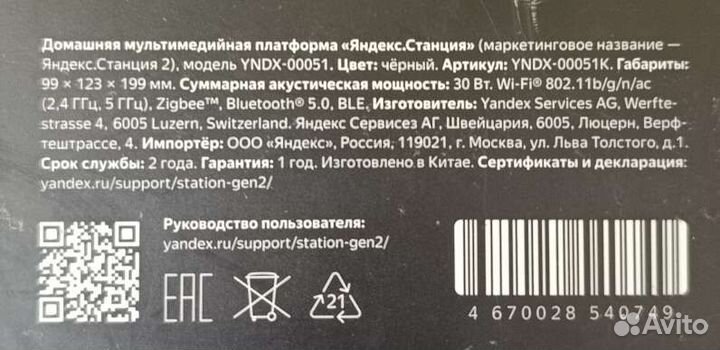 Домашняя мультимедийная платформа «Яндекс.Станция» (маркетинговое название —
Яндекс.Станция 2), модель YNDX-00051. Цвет: чёрный. Артикул: YNDX-00051K. Габариты:
99 × 123 × 199 мм. Суммарная акустическая мощность: 30 Вт. Wi-Fi® 802.11b/g/n/ac
(2,4 ГГц, 5 ГГц), Zigbee™, Bluetooth® 5.0, BLE, Изготовитель: Yandex Services AG, Werfte-
strasse 4, 6005 Luzern, Switzerland. Яндекс Сервисез АГ, Швейцария, 6005, Люцерн, Верф-
тештрассе, 4. Импортёр: ООО «Яндекс», Россия, 119021, г. Москва, ул. Льва Толстого, д.1.
Срок службы: 2 года. Гарантия: 1 год. Изготовлено в Китае. Сертификаты и декларация:
yandex.ru/support/station-gen2/
Руководство пользователя:
yandex.ru/support/station-gen2/
EAC
21
4 670028 540749
Avito